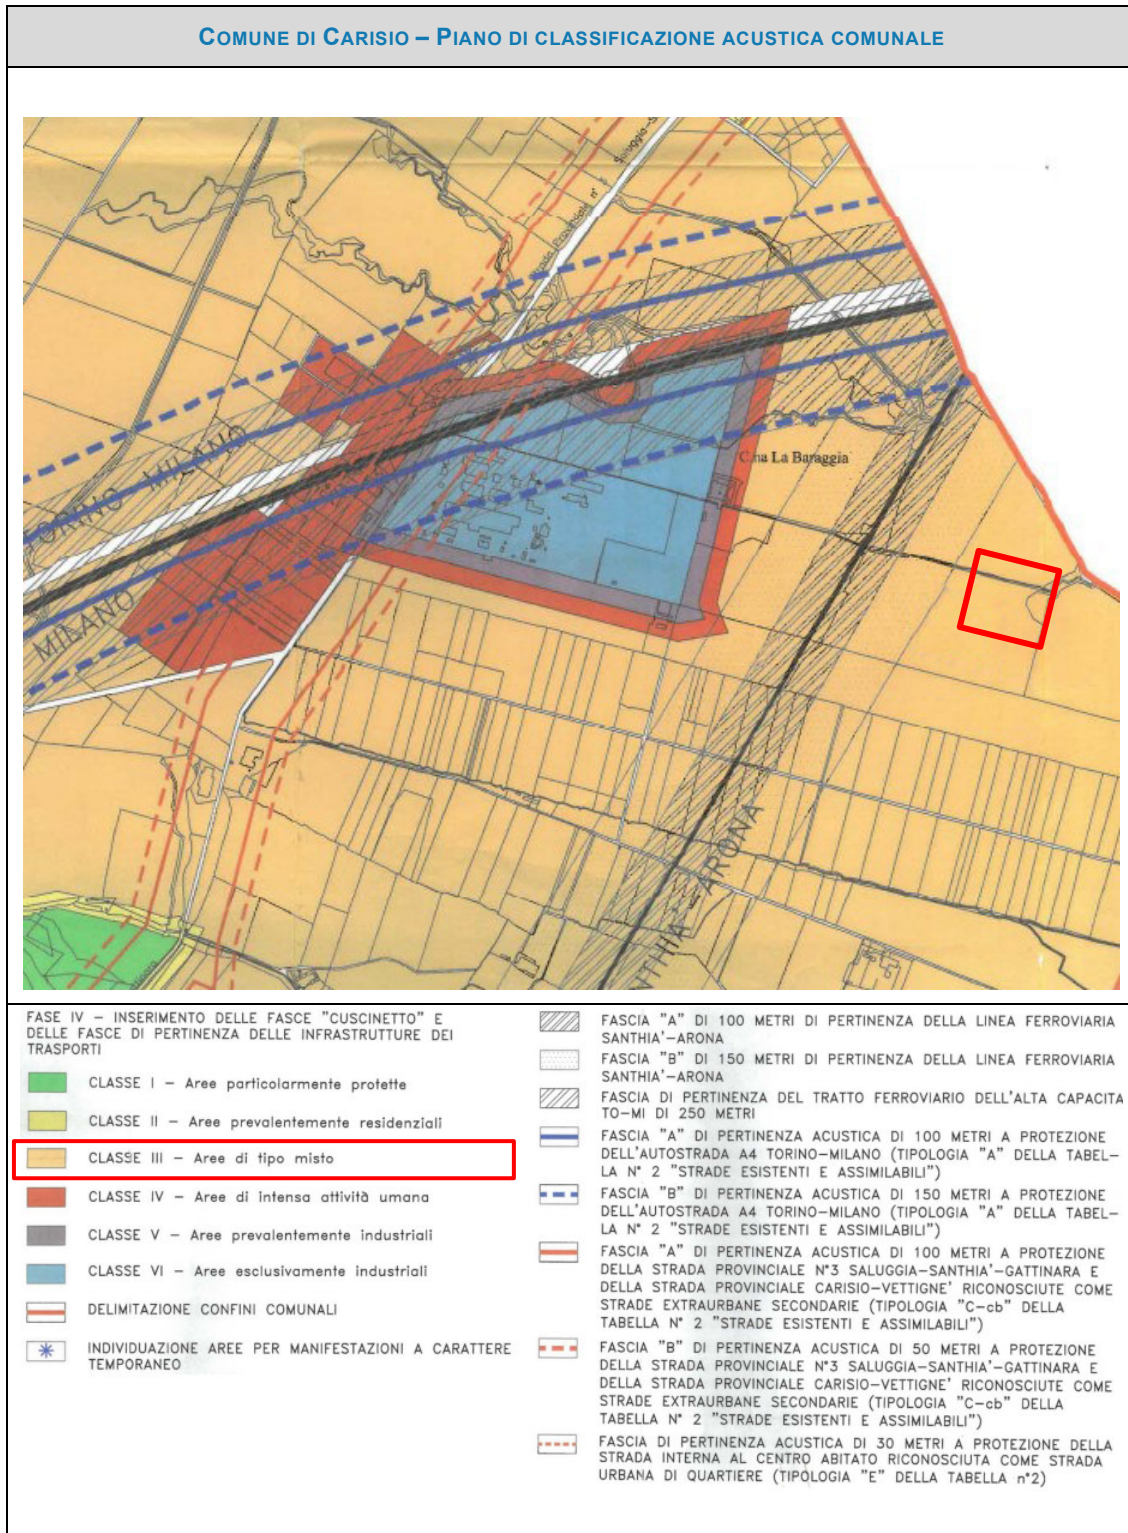 COMUNE DI CARISIO – PIANO DI CLASSIFICAZIONE ACUSTICA COMUNALE
Saluggia-S
Strada Provinciale n°
C.na La Baraggia
TORINO MILANO
MILANO
ARONA
FASE IV – INSERIMENTO DELLE FASCE "CUSCINETTO" E
DELLE FASCE DI PERTINENZA DELLE INFRASTRUTTURE DEI
TRASPORTI
CLASSE I – Aree particolarmente protette
CLASSE II – Aree prevalentemente residenziali
CLASSE III – Aree di tipo misto
CLASSE IV – Aree di intensa attività umana
CLASSE V – Aree prevalentemente industriali
CLASSE VI – Aree esclusivamente industriali
DELIMITAZIONE CONFINI COMUNALI
INDIVIDUAZIONE AREE PER MANIFESTAZIONI A CARATTERE
TEMPORANEO
FASCIA "A" DI 100 METRI DI PERTINENZA DELLA LINEA FERROVIARIA
SANTHIA'–ARONA
FASCIA "B" DI 150 METRI DI PERTINENZA DELLA LINEA FERROVIARIA
SANTHIA'–ARONA
FASCIA DI PERTINENZA DEL TRATTO FERROVIARIO DELL'ALTA CAPACITA
TO–MI DI 250 METRI
FASCIA "A" DI PERTINENZA ACUSTICA DI 100 METRI A PROTEZIONE
DELL'AUTOSTRADA A4 TORINO–MILANO (TIPOLOGIA "A" DELLA TABEL–
LA N° 2 "STRADE ESISTENTI E ASSIMILABILI")
FASCIA "B" DI PERTINENZA ACUSTICA DI 150 METRI A PROTEZIONE
DELL'AUTOSTRADA A4 TORINO–MILANO (TIPOLOGIA "A" DELLA TABEL–
LA N° 2 "STRADE ESISTENTI E ASSIMILABILI")
FASCIA "A" DI PERTINENZA ACUSTICA DI 100 METRI A PROTEZIONE
DELLA STRADA PROVINCIALE N°3 SALUGGIA–SANTHIA'–GATTINARA E
DELLA STRADA PROVINCIALE CARISIO–VETTIGNE' RICONOSCIUTE COME
STRADE EXTRAURBANE SECONDARIE (TIPOLOGIA "C–cb" DELLA
TABELLA N° 2 "STRADE ESISTENTI E ASSIMILABILI")
FASCIA "B" DI PERTINENZA ACUSTICA DI 50 METRI A PROTEZIONE
DELLA STRADA PROVINCIALE N°3 SALUGGIA–SANTHIA'–GATTINARA E
DELLA STRADA PROVINCIALE CARISIO–VETTIGNE' RICONOSCIUTE COME
STRADE EXTRAURBANE SECONDARIE (TIPOLOGIA "C–cb" DELLA
TABELLA N° 2 "STRADE ESISTENTI E ASSIMILABILI")
FASCIA DI PERTINENZA ACUSTICA DI 30 METRI A PROTEZIONE DELLA
STRADA INTERNA AL CENTRO ABITATO RICONOSCIUTA COME STRADA
URBANA DI QUARTIERE (TIPOLOGIA "E" DELLA TABELLA n°2)